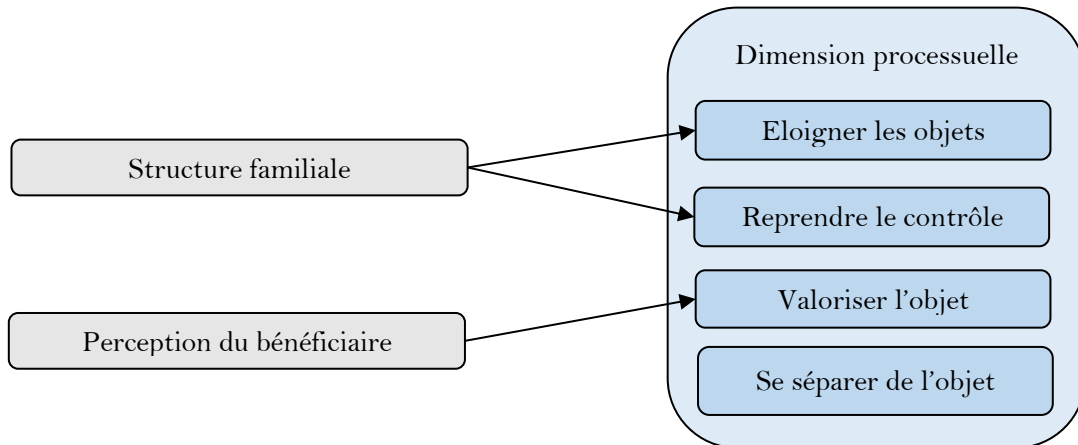 Dimension processuelle
Eloigner les objets
Structure familiale
Reprendre le contrôle
Valoriser l’objet
Perception du bénéficiaire
Se séparer de l’objet